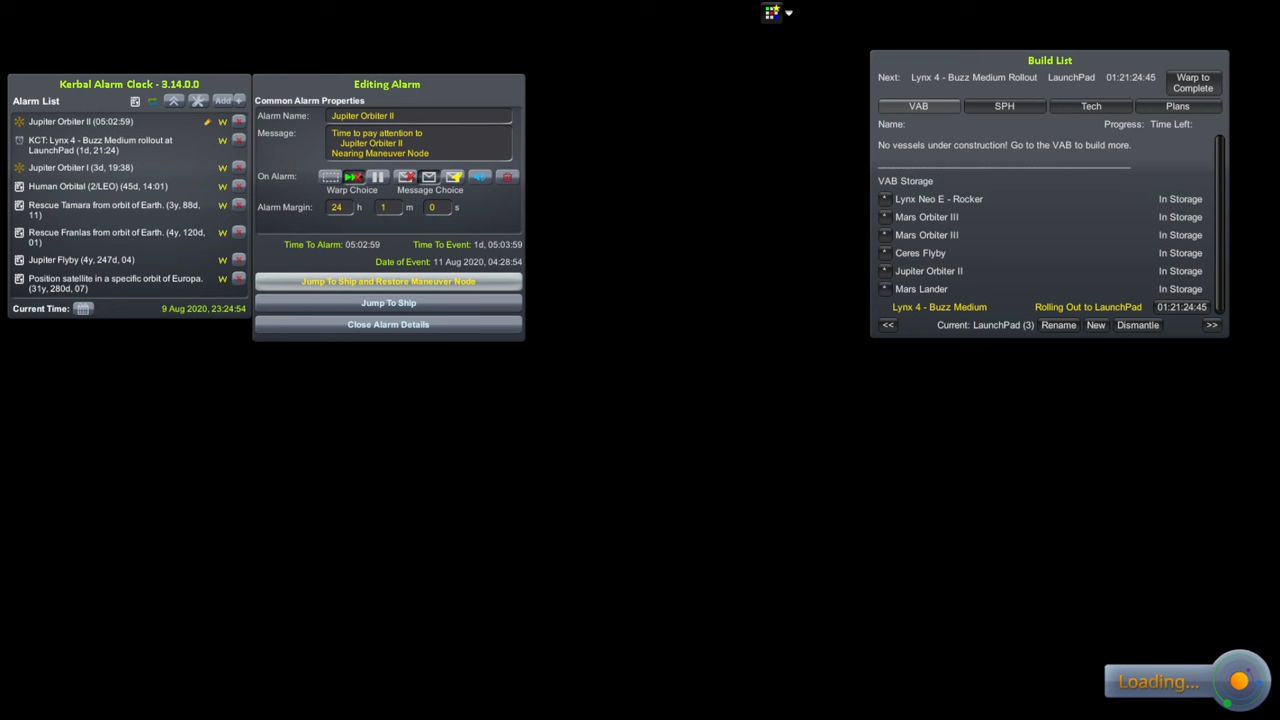 Kerbal Alarm Clock - 3.14.0.0
Alarm List
Add
Jupiter Orbiter II (05:02:59) W
KCT: Lynx 4 - Buzz Medium rollout at
LaunchPad (1d, 21:24) W
Jupiter Orbiter I (3d, 19:38) W
Human Orbital (2/LEO) (45d, 14:01) W
Rescue Tamara from orbit of Earth. (3y, 88d,
11) W
Rescue Franlas from orbit of Earth. (4y, 120d,
01) W
Jupiter Flyby (4y, 247d, 04) W
Position satellite in a specific orbit of Europa.
(31y, 280d, 07) W
Current Time: 9 Aug 2020, 23:24:54
Editing Alarm
Common Alarm Properties
Alarm Name: Jupiter Orbiter II
Message: Time to pay attention to
Jupiter Orbiter II
Nearing Maneuver Node
On Alarm:
Warp Choice Message Choice
Alarm Margin: 24 h 1 m 0 s
Time To Alarm: 05:02:59 Time To Event: 1d, 05:03:59
Date of Event: 11 Aug 2020, 04:28:54
Jump To Ship and Restore Maneuver Node
Jump To Ship
Close Alarm Details
Build List
Next: Lynx 4 - Buzz Medium Rollout LaunchPad 01:21:24:45 Warp to
Complete
VAB SPH Tech Plans
Name: Progress: Time Left:
No vessels under construction! Go to the VAB to build more.
VAB Storage
* Lynx Neo E - Rocker In Storage
* Mars Orbiter III In Storage
* Mars Orbiter III In Storage
* Ceres Flyby In Storage
* Jupiter Orbiter II In Storage
* Mars Lander In Storage
Lynx 4 - Buzz Medium Rolling Out to LaunchPad 01:21:24:45
<< Current: LaunchPad (3) Rename New Dismantle >>
Loading...